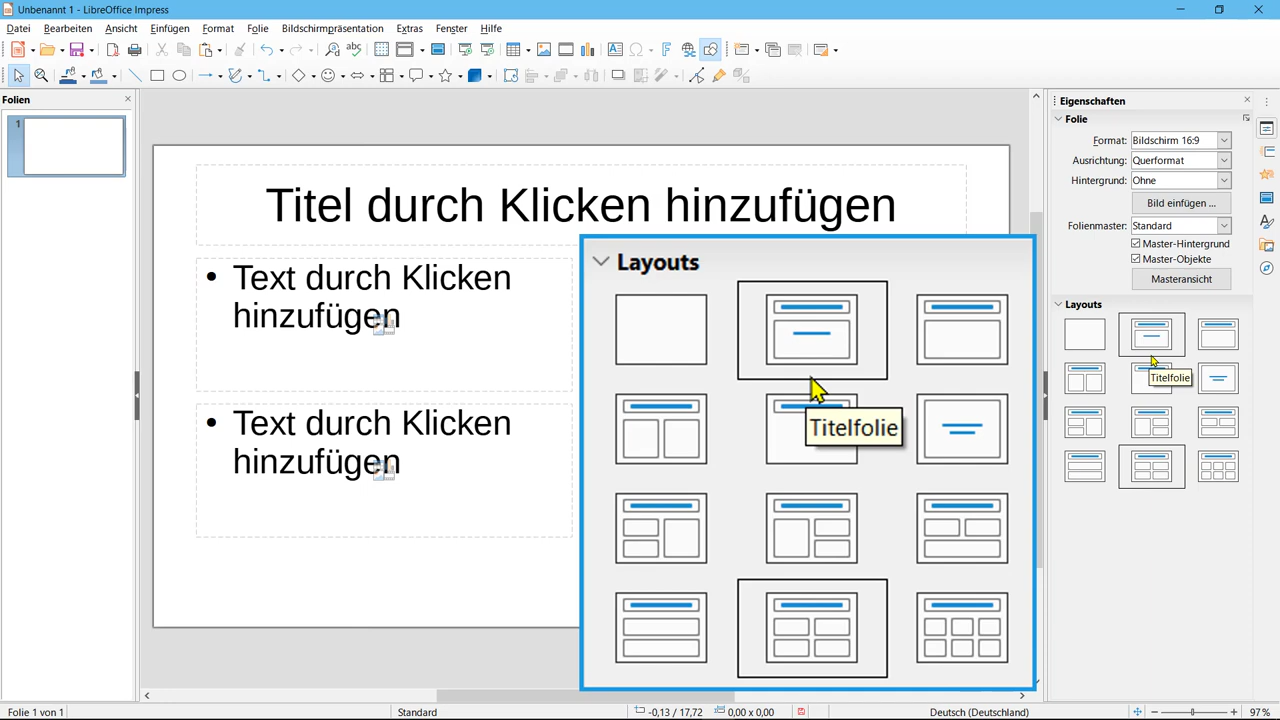 Unbenannt 1 - LibreOffice Impress
Datei Bearbeiten Ansicht Einfügen Format Folie Bildschirmpräsentation Extras Fenster Hilfe
Folien
1
Titel durch Klicken hinzufügen
• Text durch Klicken
hinzufügen
• Text durch Klicken
hinzufügen
Layouts
Titelfolie
Eigenschaften
Folie
Format: Bildschirm 16:9
Ausrichtung: Querformat
Hintergrund: Ohne
Bild einfügen ...
Folienmaster: Standard
Master-Hintergrund
Master-Objekte
Masteransicht
Layouts
Titelfolie
Folie 1 von 1 Standard -0,13 / 17,72 0,00 x 0,00 Deutsch (Deutschland) 97%